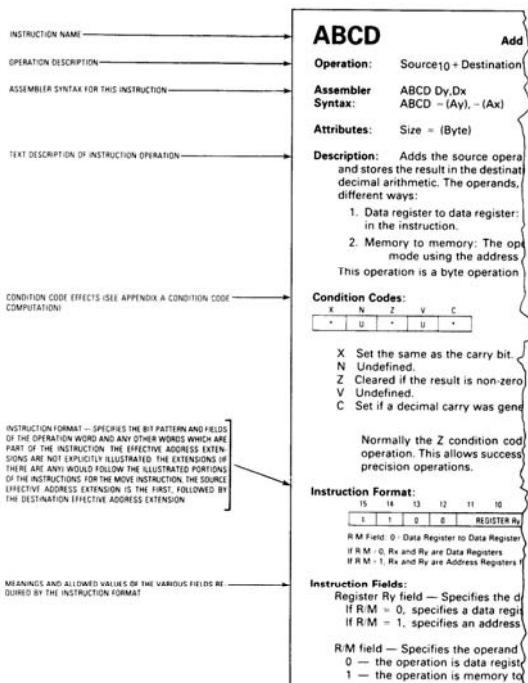 INSTRUCTION NAME
OPERATION DESCRIPTION
ASSEMBLER SYNTAX FOR THIS INSTRUCTION
TEXT DESCRIPTION OF INSTRUCTION OPERATION
CONDITION CODE EFFECTS (SEE APPENDIX A CONDITION CODE
COMPUTATION)
INSTRUCTION FORMAT — SPECIFIES THE BIT PATTERN AND FIELDS
OF THE OPERATION WORD AND ANY OTHER WORDS WHICH ARE
PART OF THE INSTRUCTION. THE EFFECTIVE ADDRESS EXTEN-
SIONS ARE NOT EXPLICITLY ILLUSTRATED. THE EXTENSIONS (IF
THERE ARE ANY) WOULD FOLLOW THE ILLUSTRATED PORTIONS
OF THE INSTRUCTIONS. FOR THE MOVE INSTRUCTION, THE SOURCE
EFFECTIVE ADDRESS EXTENSION IS THE FIRST, FOLLOWED BY
THE DESTINATION EFFECTIVE ADDRESS EXTENSION
MEANINGS AND ALLOWED VALUES OF THE VARIOUS FIELDS RE-
QUIRED BY THE INSTRUCTION FORMAT
ABCD Add
Operation: Source10 + Destination
Assembler ABCD Dy,Dx
Syntax: ABCD – (Ay), – (Ax)
Attributes: Size = (Byte)
Description: Adds the source opera
and stores the result in the destinat
decimal arithmetic. The operands,
different ways:
1. Data register to data register:
in the instruction.
2. Memory to memory: The ope
mode using the address
This operation is a byte operation
Condition Codes:
X N Z V C
* U * U *
X Set the same as the carry bit.
N Undefined.
Z Cleared if the result is non-zero
V Undefined.
C Set if a decimal carry was gene
Normally the Z condition cod
operation. This allows success
precision operations.
Instruction Format:
15 14 13 12 11 10
1 1 0 0 REGISTER Ry
R M Field: 0 - Data Register to Data Register
If R M - 0, Rx and Ry are Data Registers
If R M - 1, Rx and Ry are Address Registers f
Instruction Fields:
Register Ry field — Specifies the d
If R/M = 0, specifies a data regis
If R/M = 1, specifies an address
R/M field — Specifies the operand
0 — the operation is data regist
1 — the operation is memory to